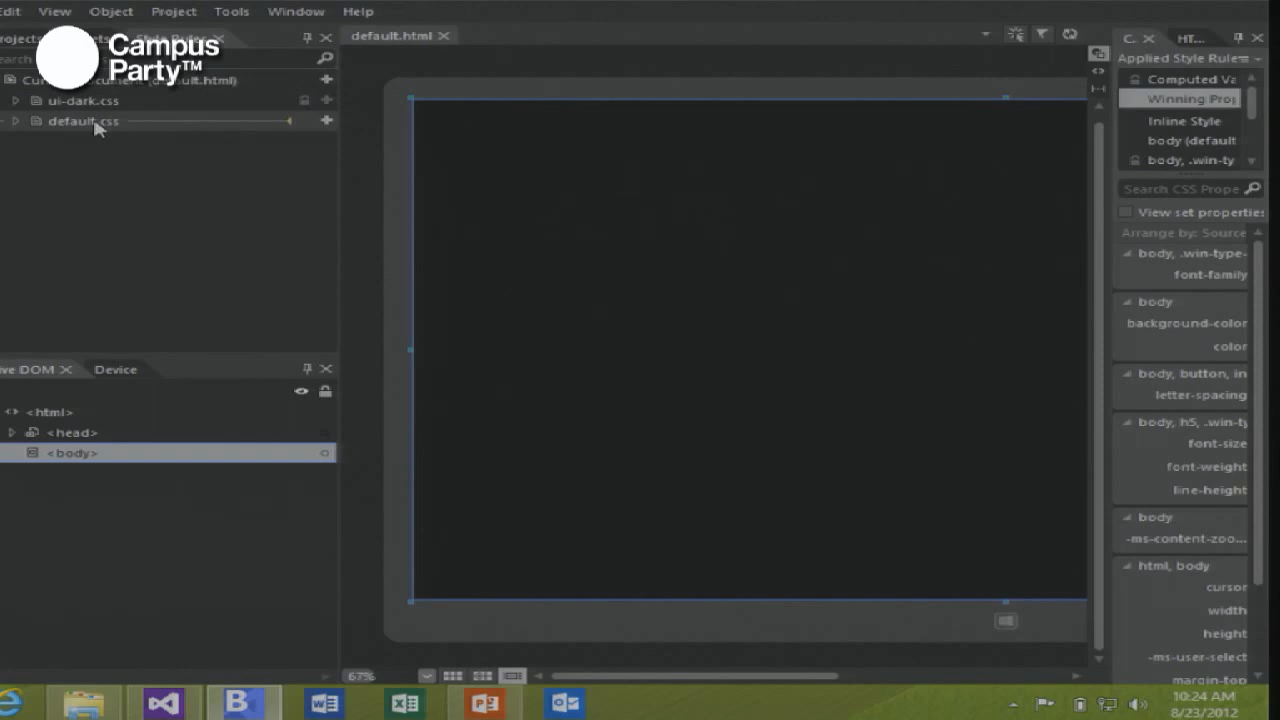 Edit View Object Project Tools Window Help
Campus
Party™
Style Rules
default.html
ui-dark.css
default.css
DOM Device
<html>
<head>
<body>
67%
C. HT...
Applied Style Rule
Computed Va
Winning Prop
Inline Style
body (default
body, .win-ty
Search CSS Prope
View set properties
Arrange by: Source
body, .win-type-
font-family
body
background-color
color
body, button, in
letter-spacing
body, h5, .win-ty
font-size
font-weight
line-height
body
-ms-content-zoo...
html, body
cursor
width
height
-ms-user-select
margin-top
10:24 AM
8/23/2012